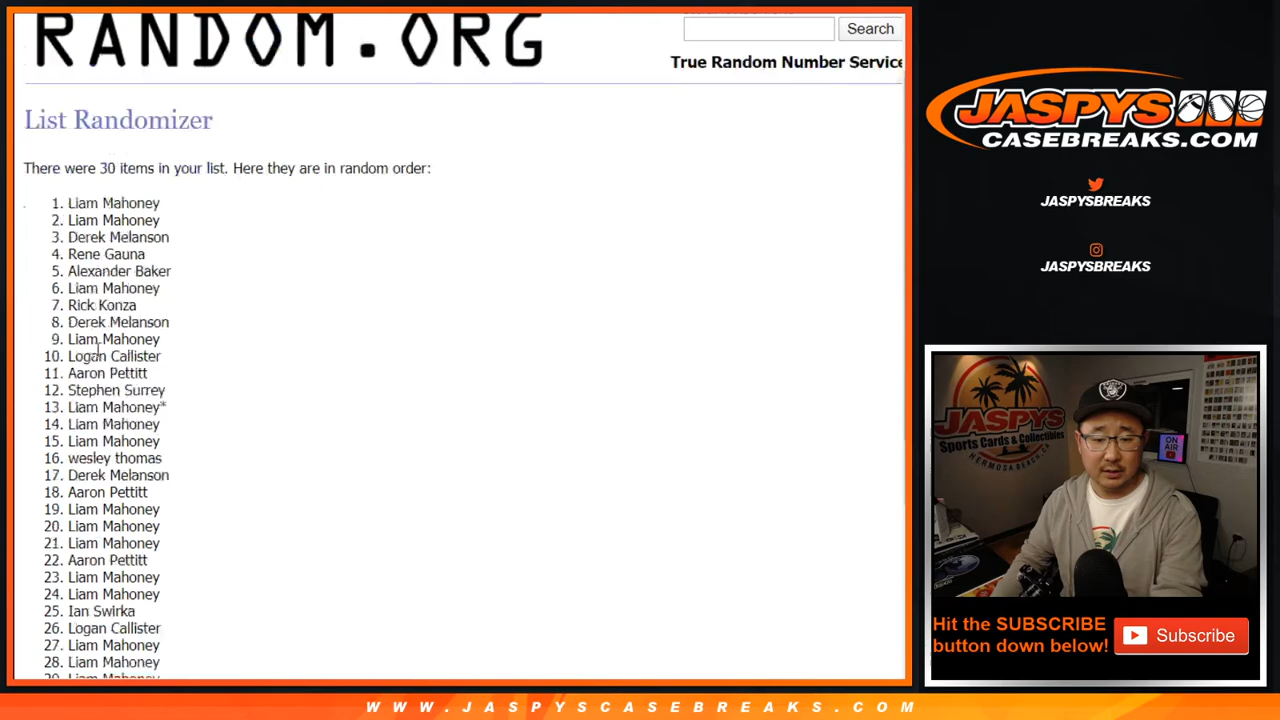 RANDOM.ORG
Search
True Random Number Service
List Randomizer
There were 30 items in your list. Here they are in random order:
1. Liam Mahoney
2. Liam Mahoney
3. Derek Melanson
4. Rene Gauna
5. Alexander Baker
6. Liam Mahoney
7. Rick Konza
8. Derek Melanson
9. Liam Mahoney
10. Logan Callister
11. Aaron Pettitt
12. Stephen Surrey
13. Liam Mahoney*
14. Liam Mahoney
15. Liam Mahoney
16. wesley thomas
17. Derek Melanson
18. Aaron Pettitt
19. Liam Mahoney
20. Liam Mahoney
21. Liam Mahoney
22. Aaron Pettitt
23. Liam Mahoney
24. Liam Mahoney
25. Ian Swirka
26. Logan Callister
27. Liam Mahoney
28. Liam Mahoney
JASPYS
CASEBREAKS.COM
JASPYSBREAKS
JASPYSBREAKS
JASPYS
Sports Cards & Collectibles
HERMOSA BEACH, CA
ON AIR
Hit the SUBSCRIBE
button down below!
Subscribe
WWW.JASPYSCASEBREAKS.COM